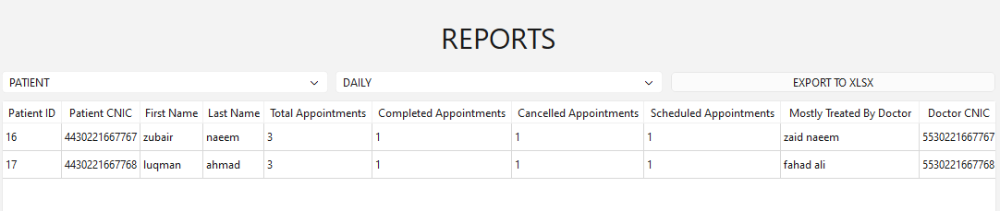 REPORTS
PATIENT DAILY EXPORT TO XLSX
Patient ID Patient CNIC First Name Last Name Total Appointments Completed Appointments Cancelled Appointments Scheduled Appointments Mostly Treated By Doctor Doctor CNIC
16 4430221667767 zubair naeem 3 1 1 1 zaid naeem 5530221667767
17 4430221667768 luqman ahmad 3 1 1 1 fahad ali 5530221667768